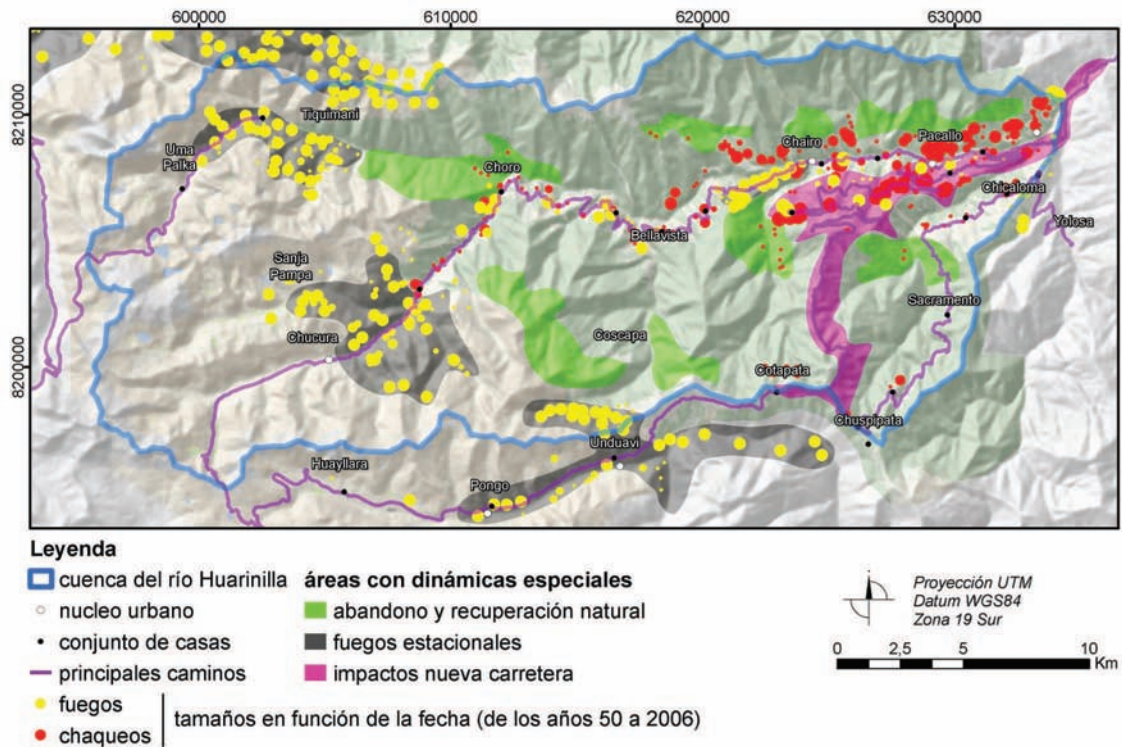 600000 610000 620000 630000
8210000
8200000
Tiquimani
Uma
Palka
Choro
Chairo
Pacallo
Chicaloma
Yolosa
Bellavista
Sanja
Pampa
Sacramento
Chucura
Coscapa
Cotapata
Chuspipata
Unduavi
Huayllara
Pongo
Leyenda
cuenca del río Huarinilla
nucleo urbano
conjunto de casas
principales caminos
fuegos
chaqueos
áreas con dinámicas especiales
abandono y recuperación natural
fuegos estacionales
impactos nueva carretera
tamaños en función de la fecha (de los años 50 a 2006)
Proyección UTM
Datum WGS84
Zona 19 Sur
0 2,5 5 10
Km